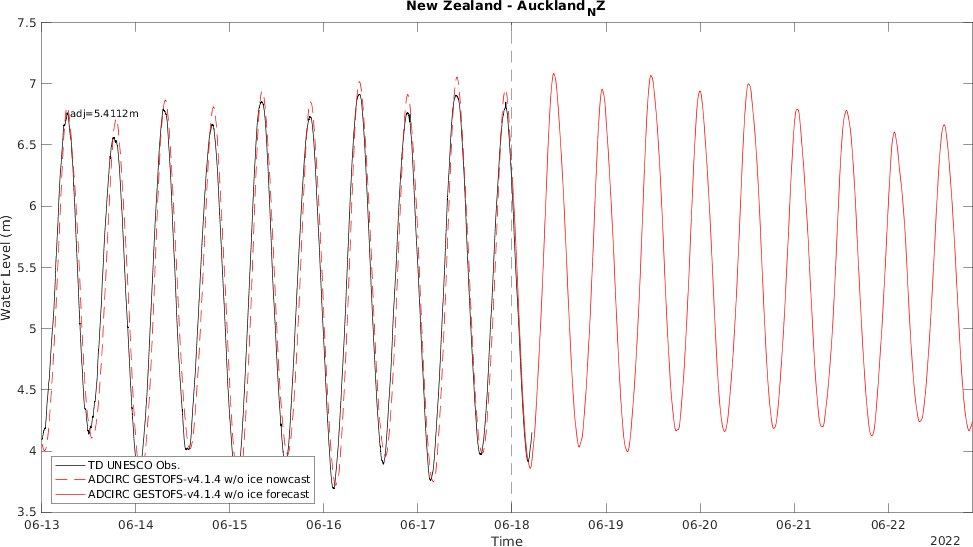 New Zealand - Auckland_NZ
7.5
7
6.5
6
5.5
5
4.5
4
3.5
Water Level (m)
adj=5.4112m
TD UNESCO Obs.
ADCIRC GESTOFS-v4.1.4 w/o ice nowcast
ADCIRC GESTOFS-v4.1.4 w/o ice forecast
06-13 06-14 06-15 06-16 06-17 06-18 06-19 06-20 06-21 06-22
Time
2022